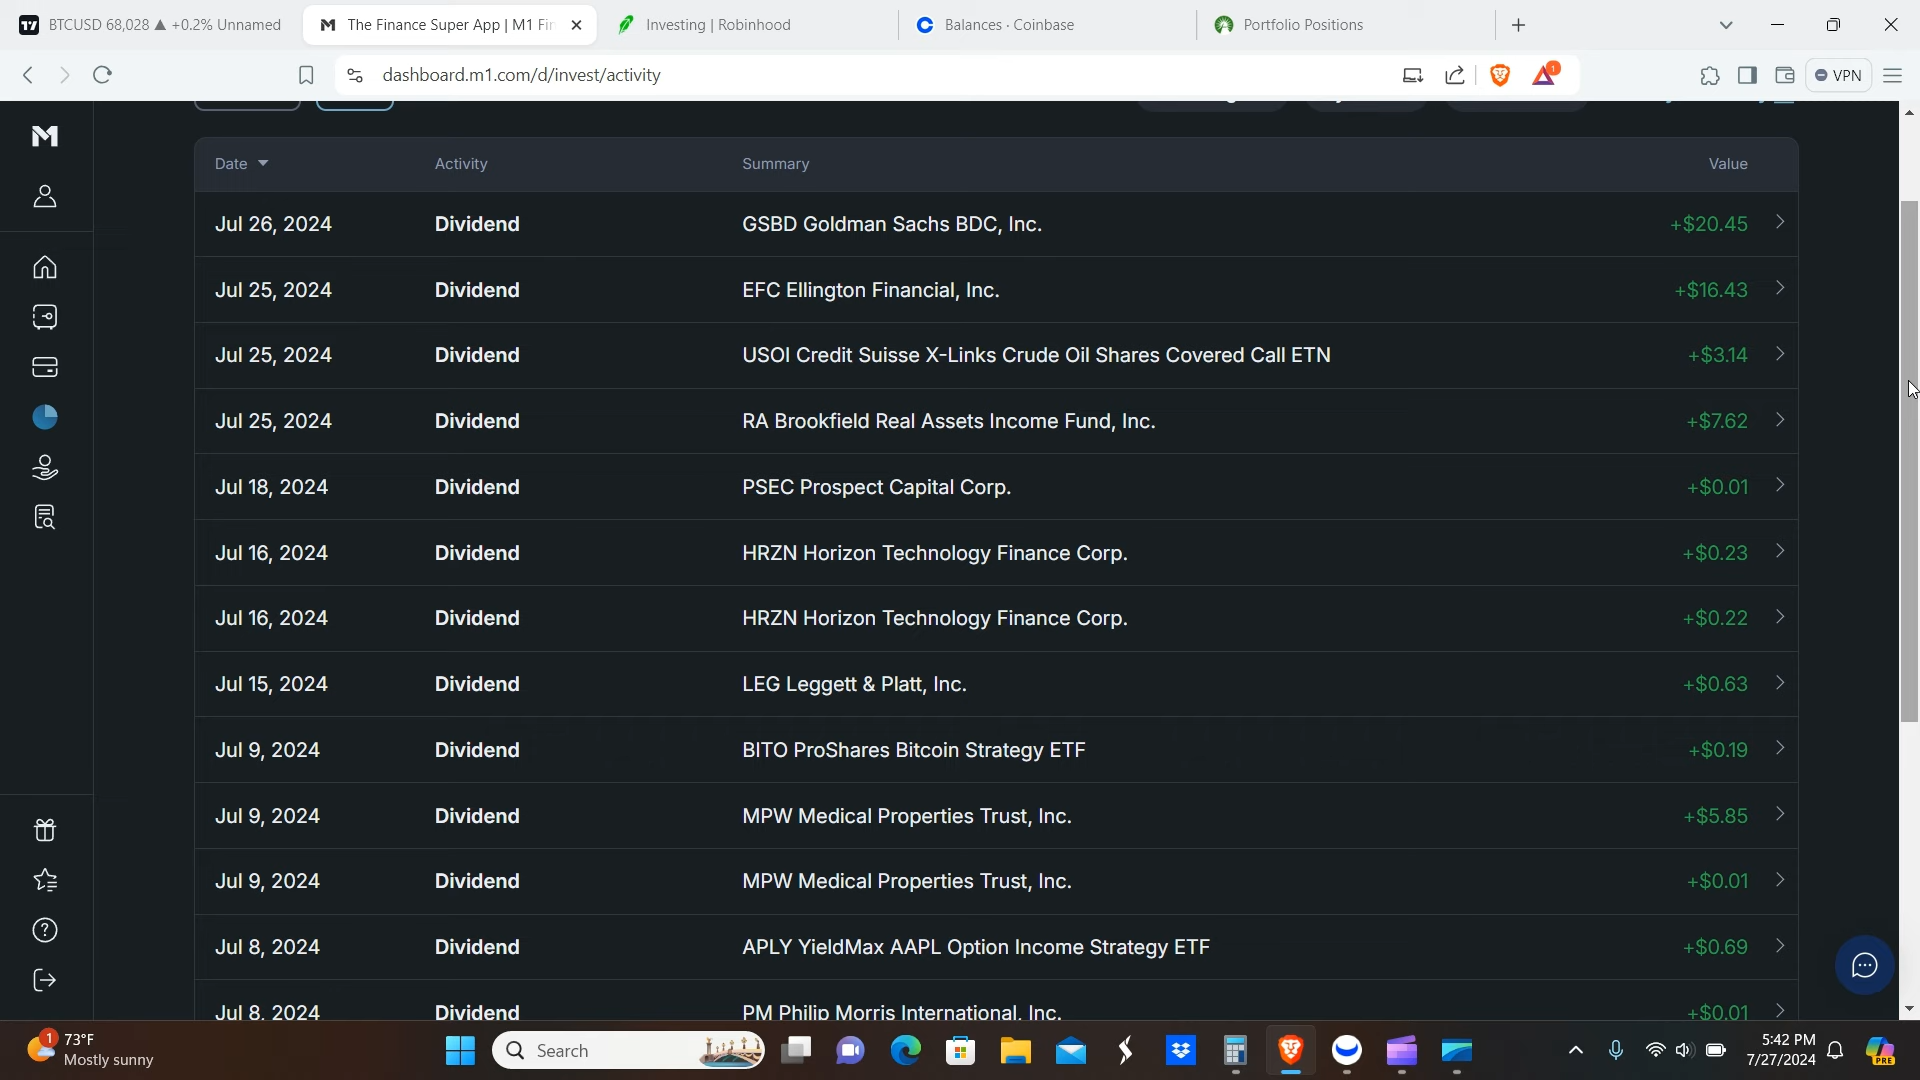 BTCUSD 68,028 ▲ +0.2% Unnamed
The Finance Super App | M1 Fin
Investing | Robinhood
Balances · Coinbase
Portfolio Positions
dashboard.m1.com/d/invest/activity
1
VPN
Date Activity Summary Value
Jul 26, 2024 Dividend GSBD Goldman Sachs BDC, Inc. +$20.45
Jul 25, 2024 Dividend EFC Ellington Financial, Inc. +$16.43
Jul 25, 2024 Dividend USOI Credit Suisse X-Links Crude Oil Shares Covered Call ETN +$3.14
Jul 25, 2024 Dividend RA Brookfield Real Assets Income Fund, Inc. +$7.62
Jul 18, 2024 Dividend PSEC Prospect Capital Corp. +$0.01
Jul 16, 2024 Dividend HRZN Horizon Technology Finance Corp. +$0.23
Jul 16, 2024 Dividend HRZN Horizon Technology Finance Corp. +$0.22
Jul 15, 2024 Dividend LEG Leggett & Platt, Inc. +$0.63
Jul 9, 2024 Dividend BITO ProShares Bitcoin Strategy ETF +$0.19
Jul 9, 2024 Dividend MPW Medical Properties Trust, Inc. +$5.85
Jul 9, 2024 Dividend MPW Medical Properties Trust, Inc. +$0.01
Jul 8, 2024 Dividend APLY YieldMax AAPL Option Income Strategy ETF +$0.69
Jul 8, 2024 Dividend PM Philip Morris International, Inc. +$0.01
1
73°F
Mostly sunny
Search
5:42 PM
7/27/2024
PRE